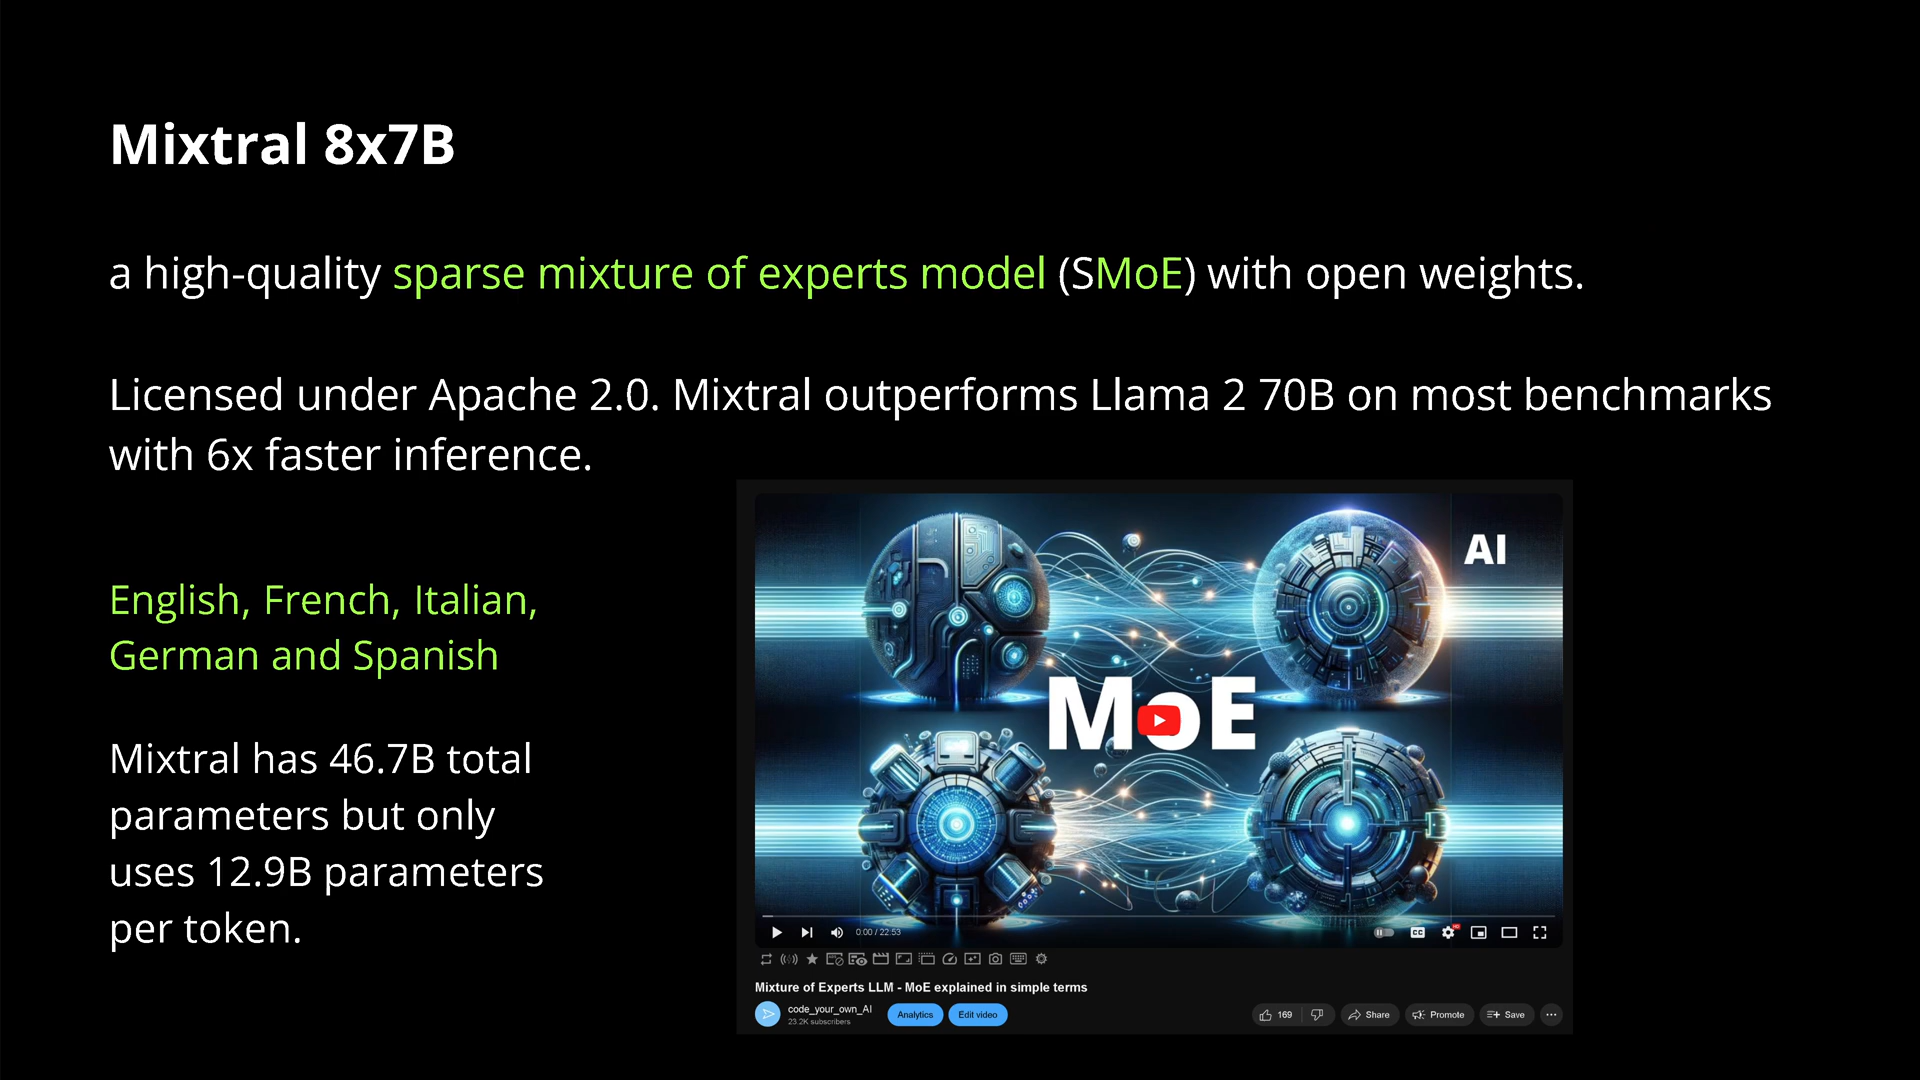 Mixtral 8x7B
a high-quality sparse mixture of experts model (SMoE) with open weights.
Licensed under Apache 2.0. Mixtral outperforms Llama 2 70B on most benchmarks
with 6x faster inference.
English, French, Italian,
German and Spanish
Mixtral has 46.7B total
parameters but only
uses 12.9B parameters
per token.
AI
MoE
0:00 / 22:53
CC
Mixture of Experts LLM - MoE explained in simple terms
code_your_own_AI
23.2K subscribers
Analytics
Edit video
169
Share
Promote
Save